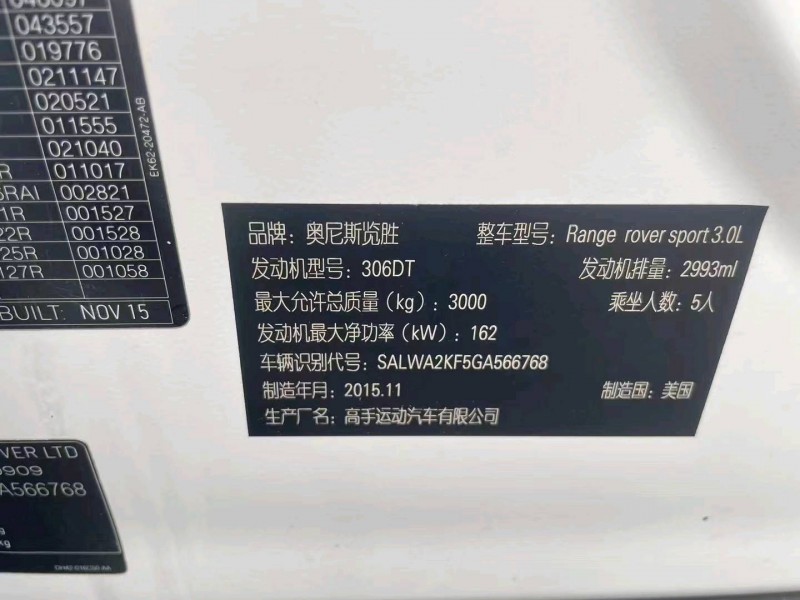 043557
019776
0211147
020521
011555
021040
R 011017
RAI 002821
1R 001527
22R 001528
25R 001028
127R 001058
BUILT: NOV 15
EK62-20472-AB
品牌：奥尼斯览胜 整车型号：Range rover sport 3.0L
发动机型号：306DT 发动机排量：2993ml
最大允许总质量（kg）：3000 乘坐人数：5人
发动机最大净功率（kW）：162
车辆识别代号：SALWA2KF5GA566768
制造年月：2015.11 制造国：美国
生产厂名：高手运动汽车有限公司
VER LTD
0909
A566768
kg